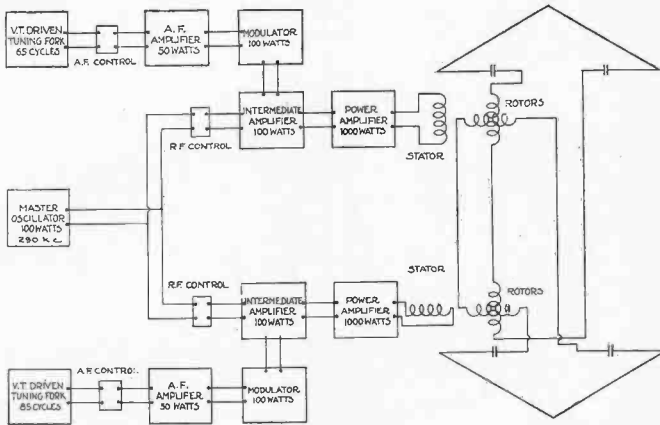 V.T. DRIVEN
TUNING FORK
65 CYCLES
A.F. CONTROL
A. F.
AMPLIFIER
50 WATTS
MODULATOR
100 WATTS
R.F. CONTROL
INTERMEDIATE
AMPLIFIER
100 WATTS
POWER
AMPLIFIER
1000 WATTS
STATOR
ROTORS
MASTER
OSCILLATOR
100 WATTS
290 KC
R.F. CONTROL
INTERMEDIATE
AMPLIFIER
100 WATTS
POWER
AMPLIFIER
1000 WATTS
STATOR
ROTORS
V.T. DRIVEN
TUNING FORK
85 CYCLES
A.F. CONTROL
A. F.
AMPLIFER
50 WATTS
MODULATOR
100 WATTS